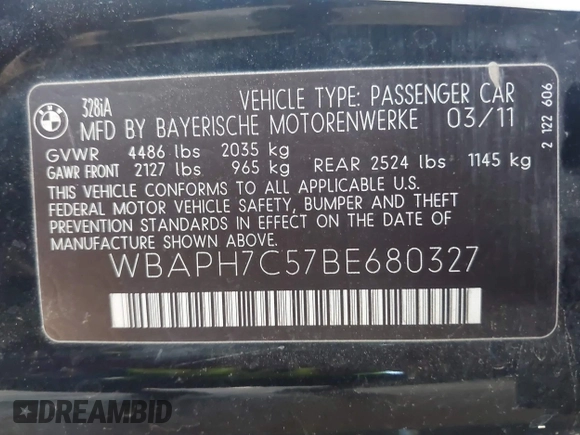 BMW
328iA
VEHICLE TYPE: PASSENGER CAR
MFD BY BAYERISCHE MOTORENWERKE 03/11
GVWR 4486 lbs 2035 kg
GAWR FRONT 2127 lbs 965 kg REAR 2524 lbs 1145 kg
THIS VEHICLE CONFORMS TO ALL APPLICABLE U.S.
FEDERAL MOTOR VEHICLE SAFETY, BUMPER AND THEFT
PREVENTION STANDARDS IN EFFECT ON THE DATE OF
MANUFACTURE SHOWN ABOVE.
WBAPH7C57BE680327
2 122 606
DREAMBID